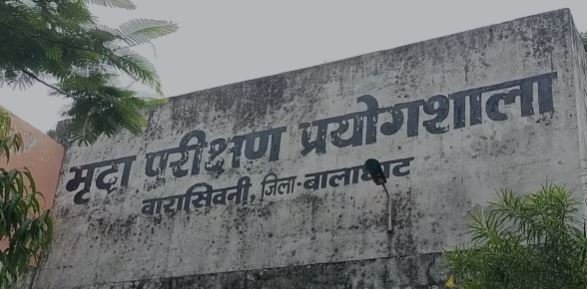 मृदा परीक्षण प्रयोगशाला
वारासिवनी, जिला-बालाघाट